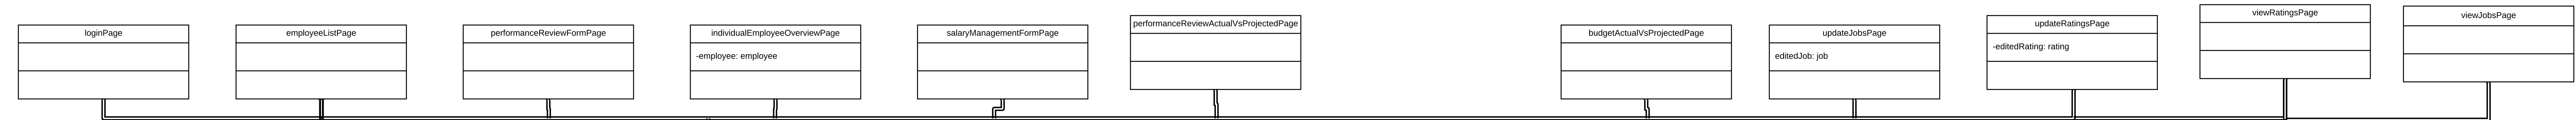 loginPage
employeeListPage
performanceReviewFormPage
individualEmployeeOverviewPage
-employee: employee
salaryManagementFormPage
performanceReviewActualVsProjectedPage
budgetActualVsProjectedPage
updateJobsPage
editedJob: job
updateRatingsPage
-editedRating: rating
viewRatingsPage
viewJobsPage